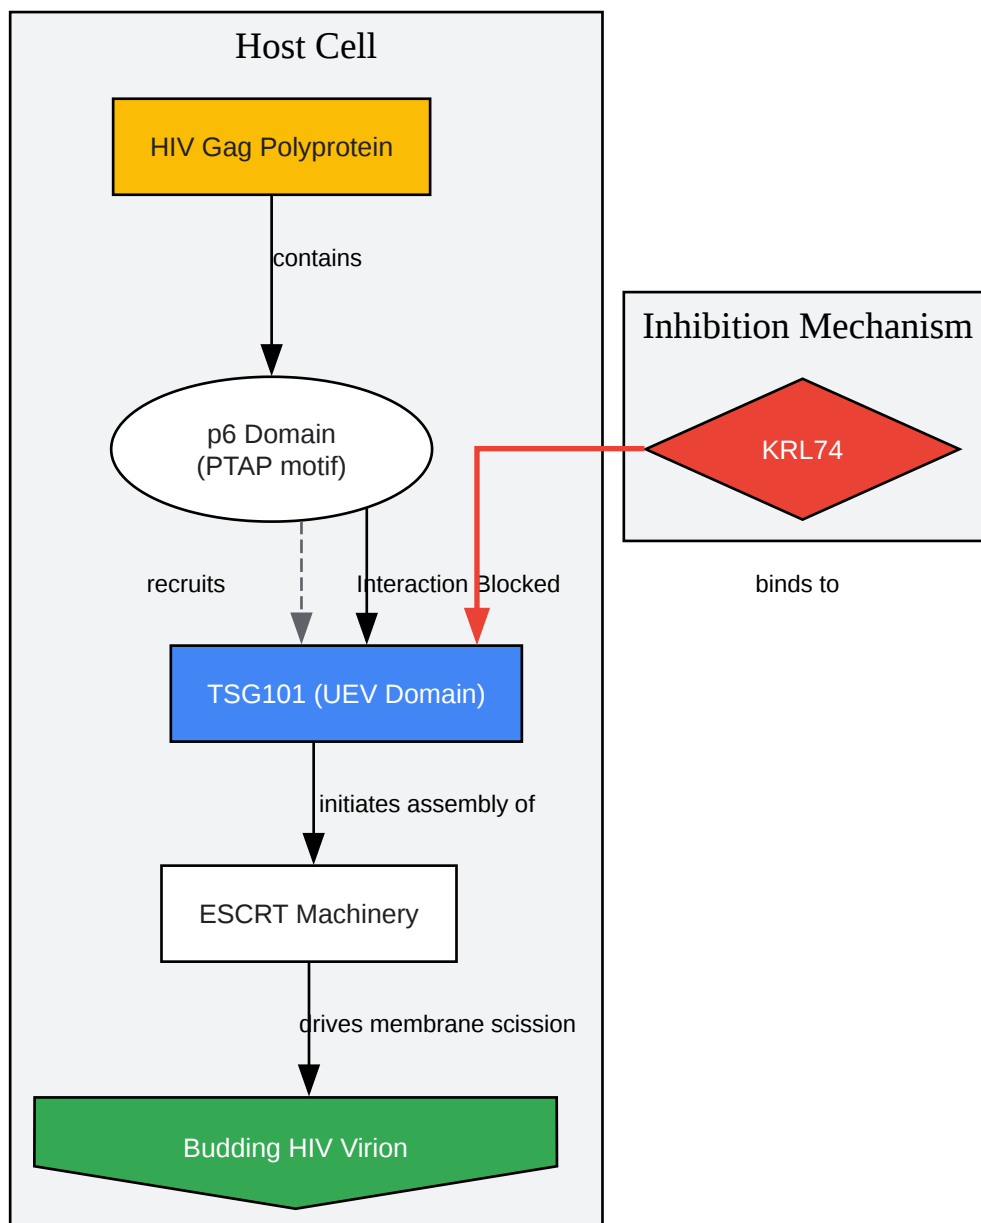 Host Cell
HIV Gag Polyprotein
contains
Inhibition Mechanism
p6 Domain
(PTAP motif)
KRL74
recruits
Interaction Blocked
binds to
TSG101 (UEV Domain)
initiates assembly of
ESCRT Machinery
drives membrane scission
Budding HIV Virion